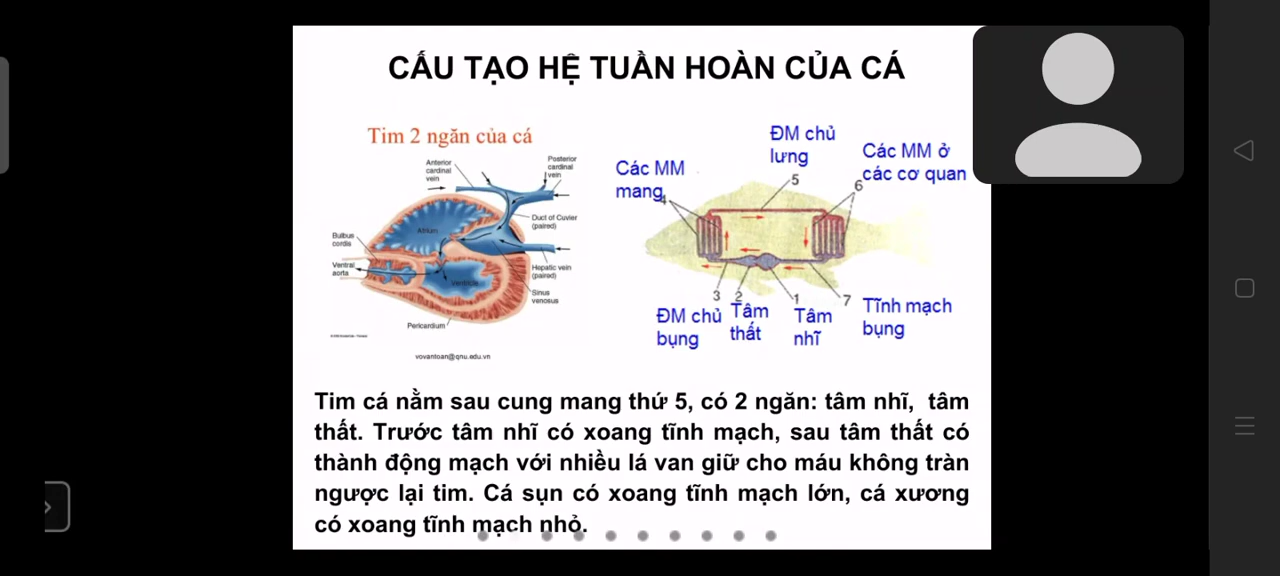 CẤU TẠO HỆ TUẦN HOÀN CỦA CÁ
Tim 2 ngăn của cá
Anterior
cardinal
vein
Posterior
cardinal
vein
Duct of Cuvier
(paired)
Atrium
Bulbus
cordis
Ventral
aorta
Ventricle
Hepatic vein
(paired)
Sinus
venosus
Pericardium
vovantoan@qnu.edu.vn
ĐM chủ
lưng
Các MM
mang
Các MM ở
các cơ quan
4
5
6
3
2
1
7
ĐM chủ
bụng
Tâm
thất
Tâm
nhĩ
Tĩnh mạch
bụng
Tim cá nằm sau cung mang thứ 5, có 2 ngăn: tâm nhĩ, tâm
thất. Trước tâm nhĩ có xoang tĩnh mạch, sau tâm thất có
thành động mạch với nhiều lá van giữ cho máu không tràn
ngược lại tim. Cá sụn có xoang tĩnh mạch lớn, cá xương
có xoang tĩnh mạch nhỏ.